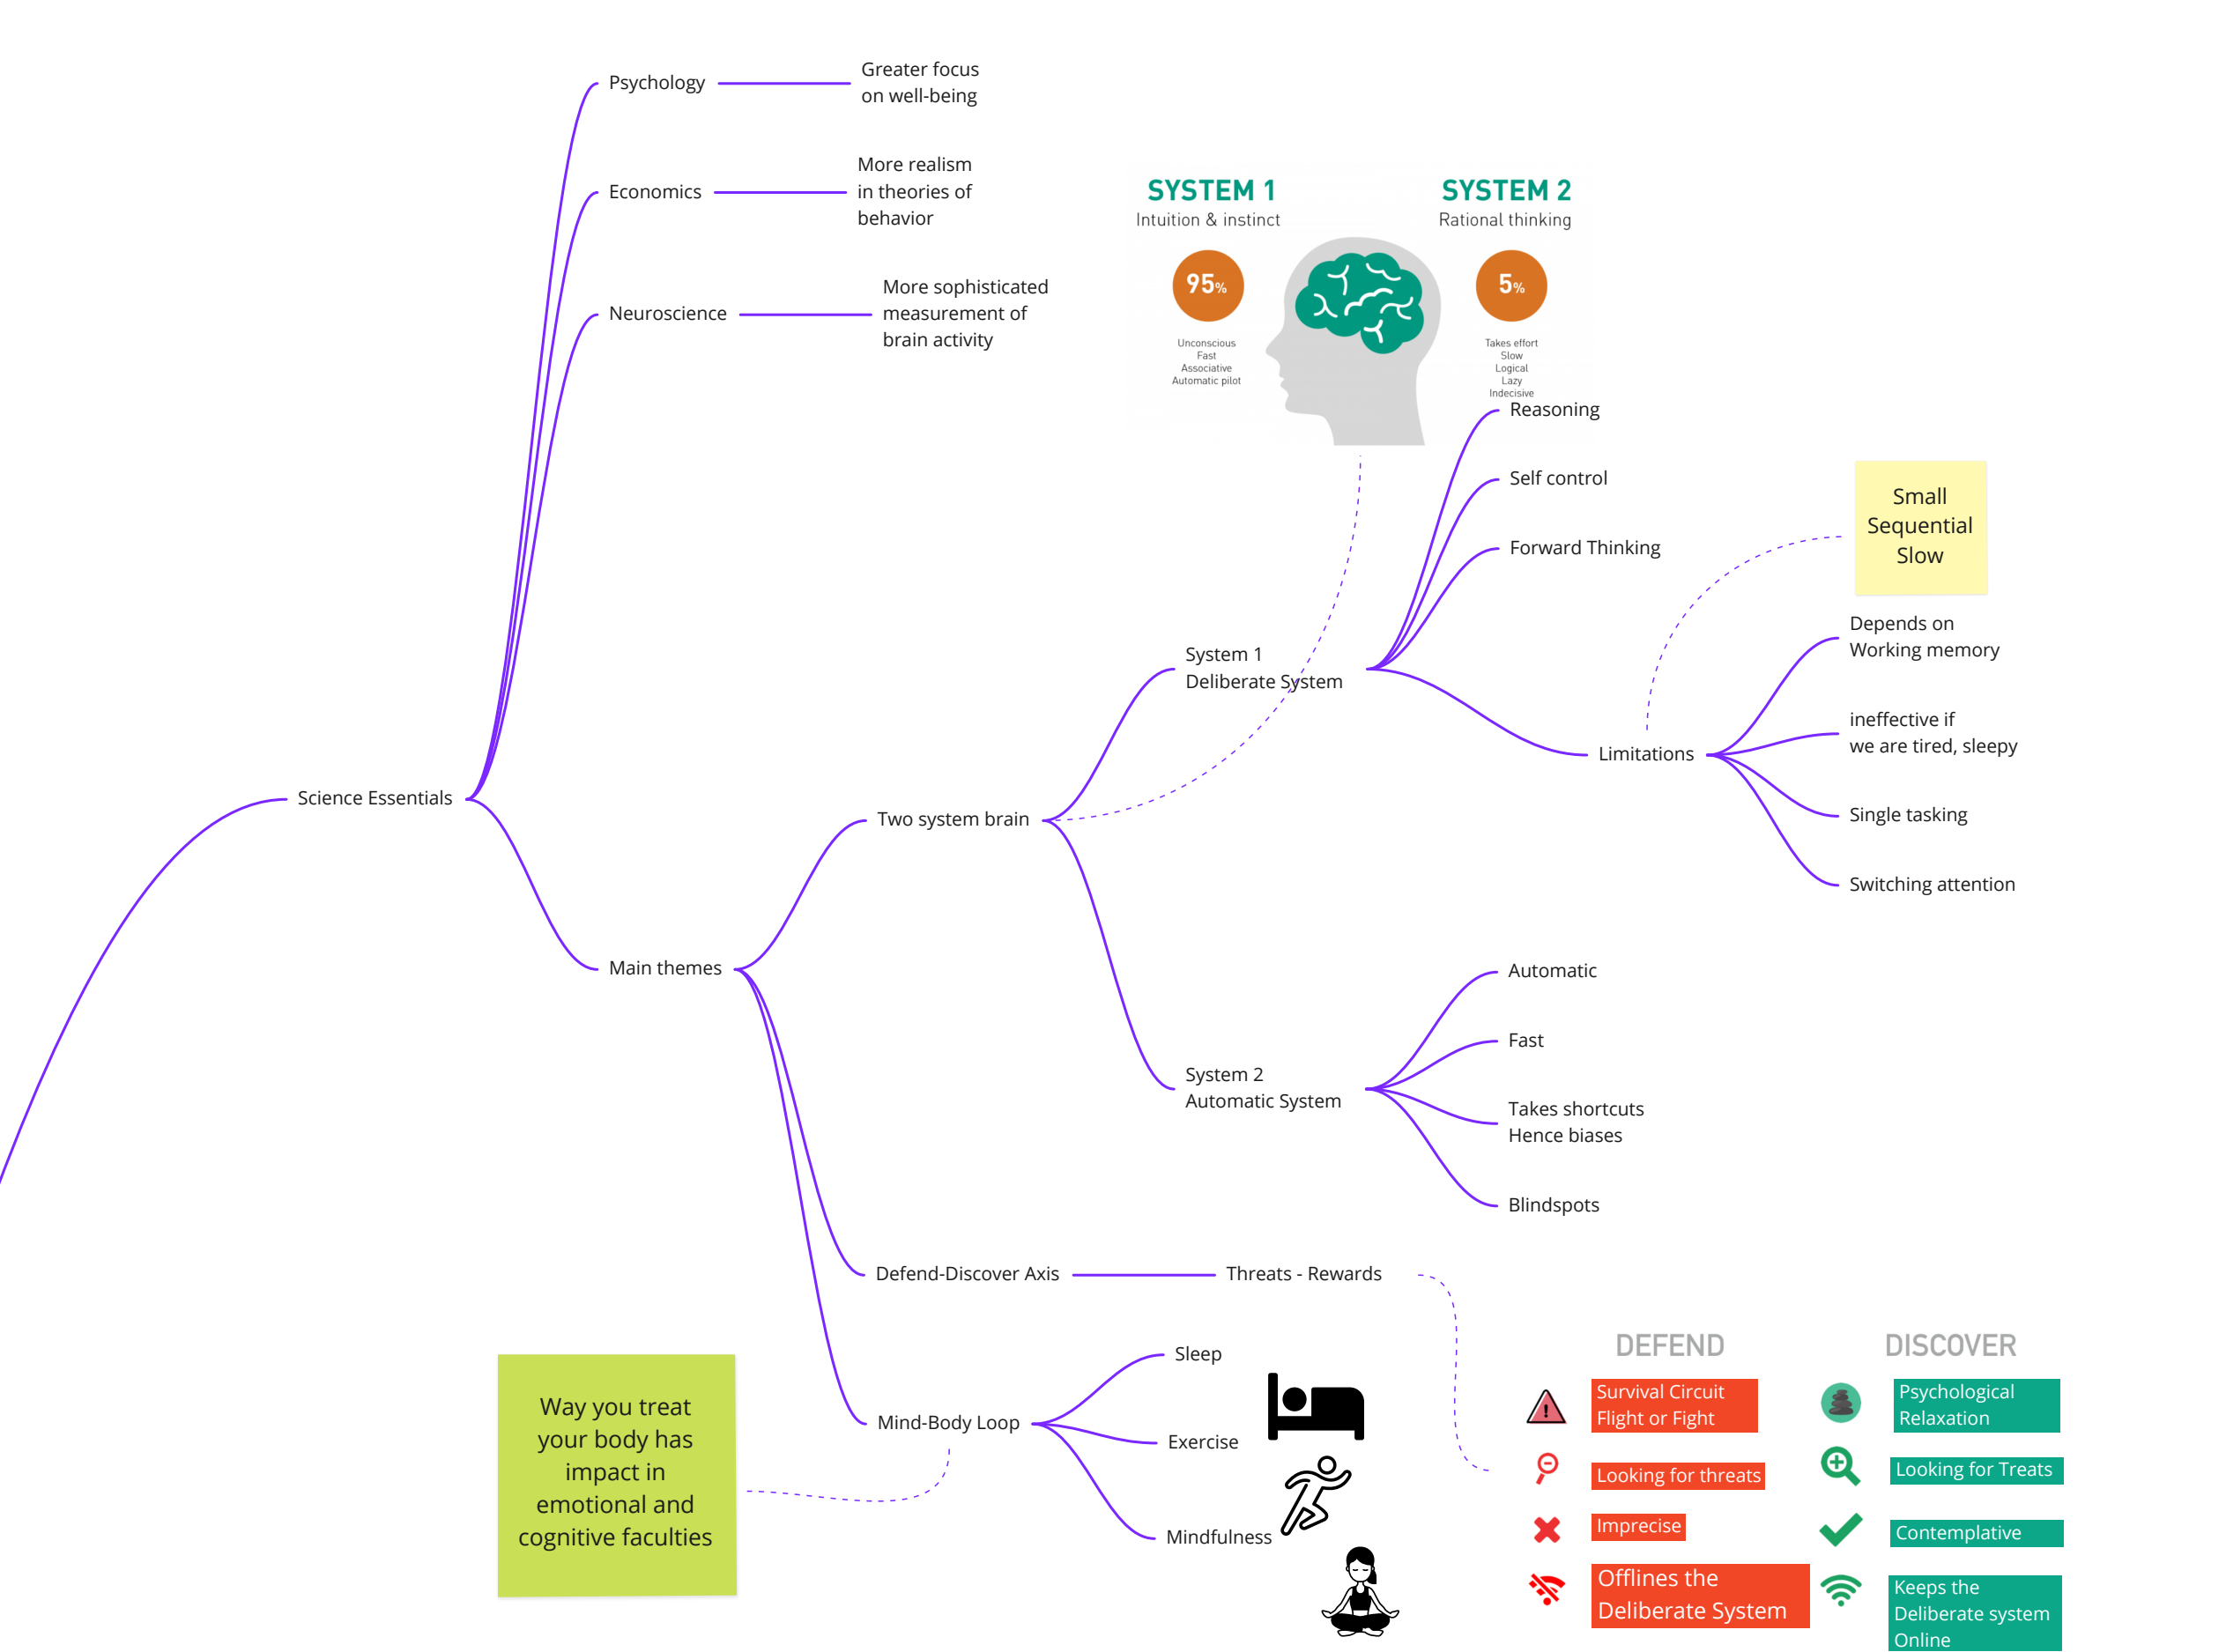 Psychology
Greater focus
on well-being
Economics
More realism
in theories of
behavior
Neuroscience
More sophisticated
measurement of
brain activity
SYSTEM 1
Intuition & instinct
95%
Unconscious
Fast
Associative
Automatic pilot
SYSTEM 2
Rational thinking
5%
Takes effort
Slow
Logical
Lazy
Indecisive
Reasoning
Self control
Forward Thinking
Small
Sequential
Slow
System 1
Deliberate System
Limitations
Depends on
Working memory
ineffective if
we are tired, sleepy
Single tasking
Switching attention
Science Essentials
Two system brain
Main themes
System 2
Automatic System
Automatic
Fast
Takes shortcuts
Hence biases
Blindspots
Defend-Discover Axis
Threats - Rewards
Mind-Body Loop
Sleep
Exercise
Mindfulness
Way you treat
your body has
impact in
emotional and
cognitive faculties
DEFEND
Survival Circuit
Flight or Fight
Looking for threats
Imprecise
Offlines the
Deliberate System
DISCOVER
Psychological
Relaxation
Looking for Treats
Contemplative
Keeps the
Deliberate system
Online